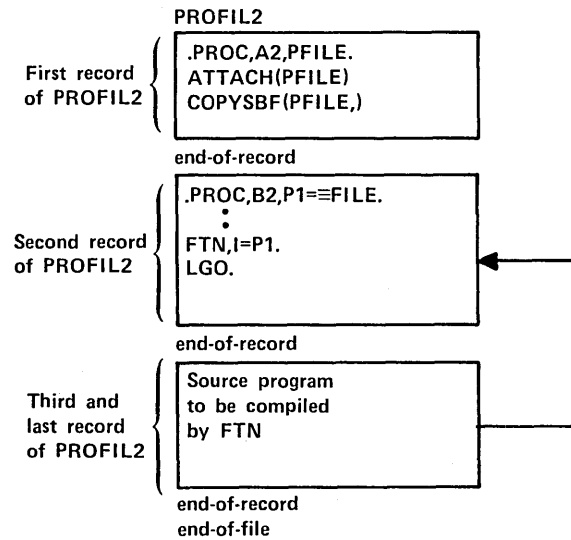 PROFIL2
First record
of PROFIL2
.PROC,A2,PFILE.
ATTACH(PFILE)
COPYSBF(PFILE,)
end-of-record
Second record
of PROFIL2
.PROC,B2,P1=≡FILE.
FTN,I=P1.
LGO.
end-of-record
Third and
last record
of PROFIL2
Source program
to be compiled
by FTN
end-of-record
end-of-file